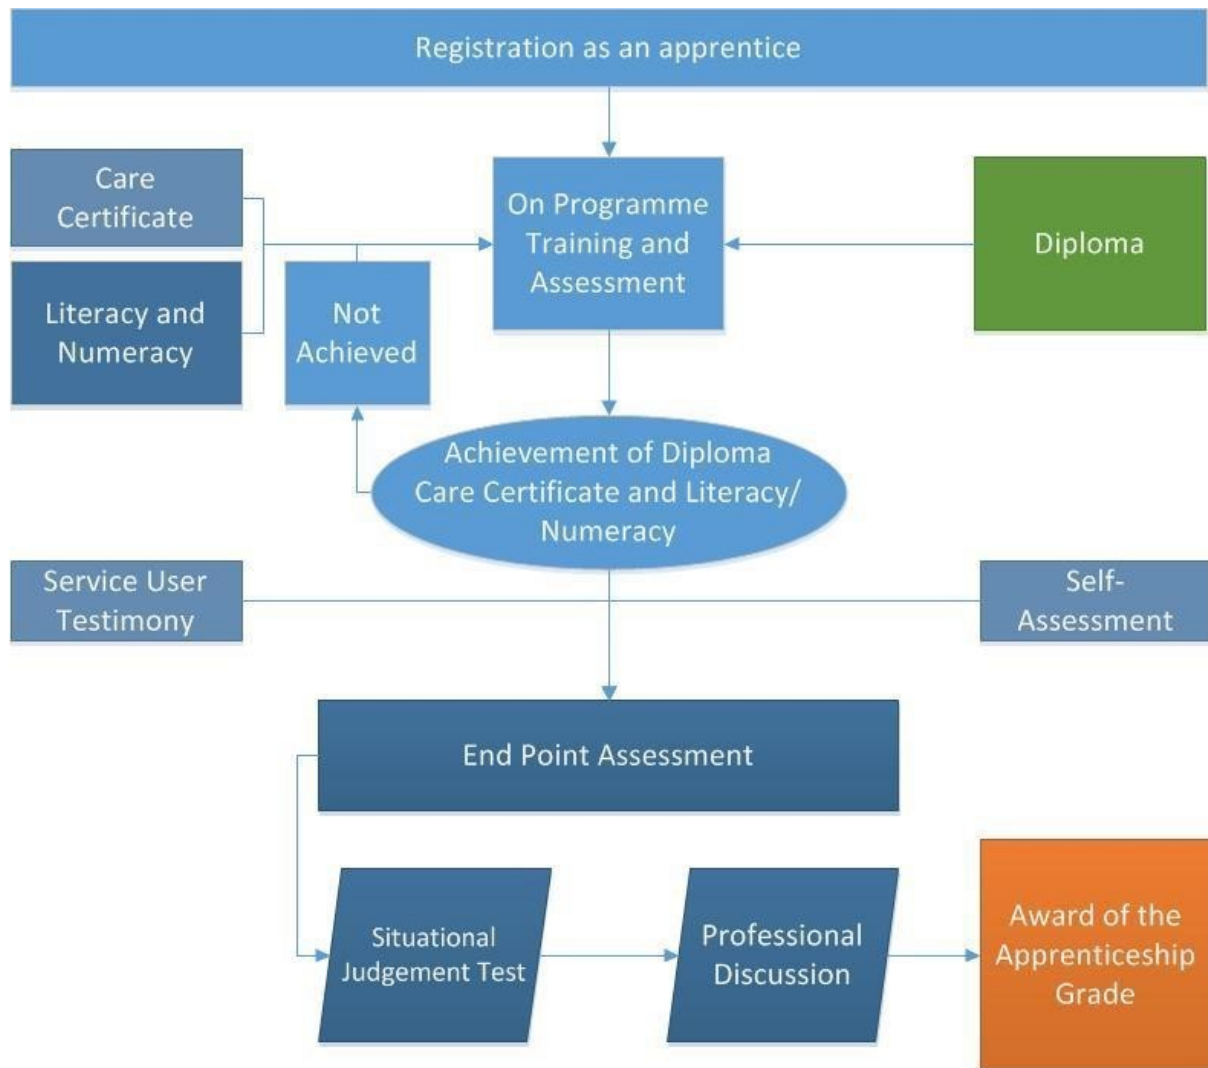 Registration as an apprentice
Care
Certificate
On Programme
Training and
Assessment
Diploma
Literacy and
Numeracy
Not
Achieved
Achievement of Diploma
Care Certificate and Literacy/
Numeracy
Service User
Testimony
Self-
Assessment
End Point Assessment
Situational
Judgement Test
Professional
Discussion
Award of the
Apprenticeship
Grade